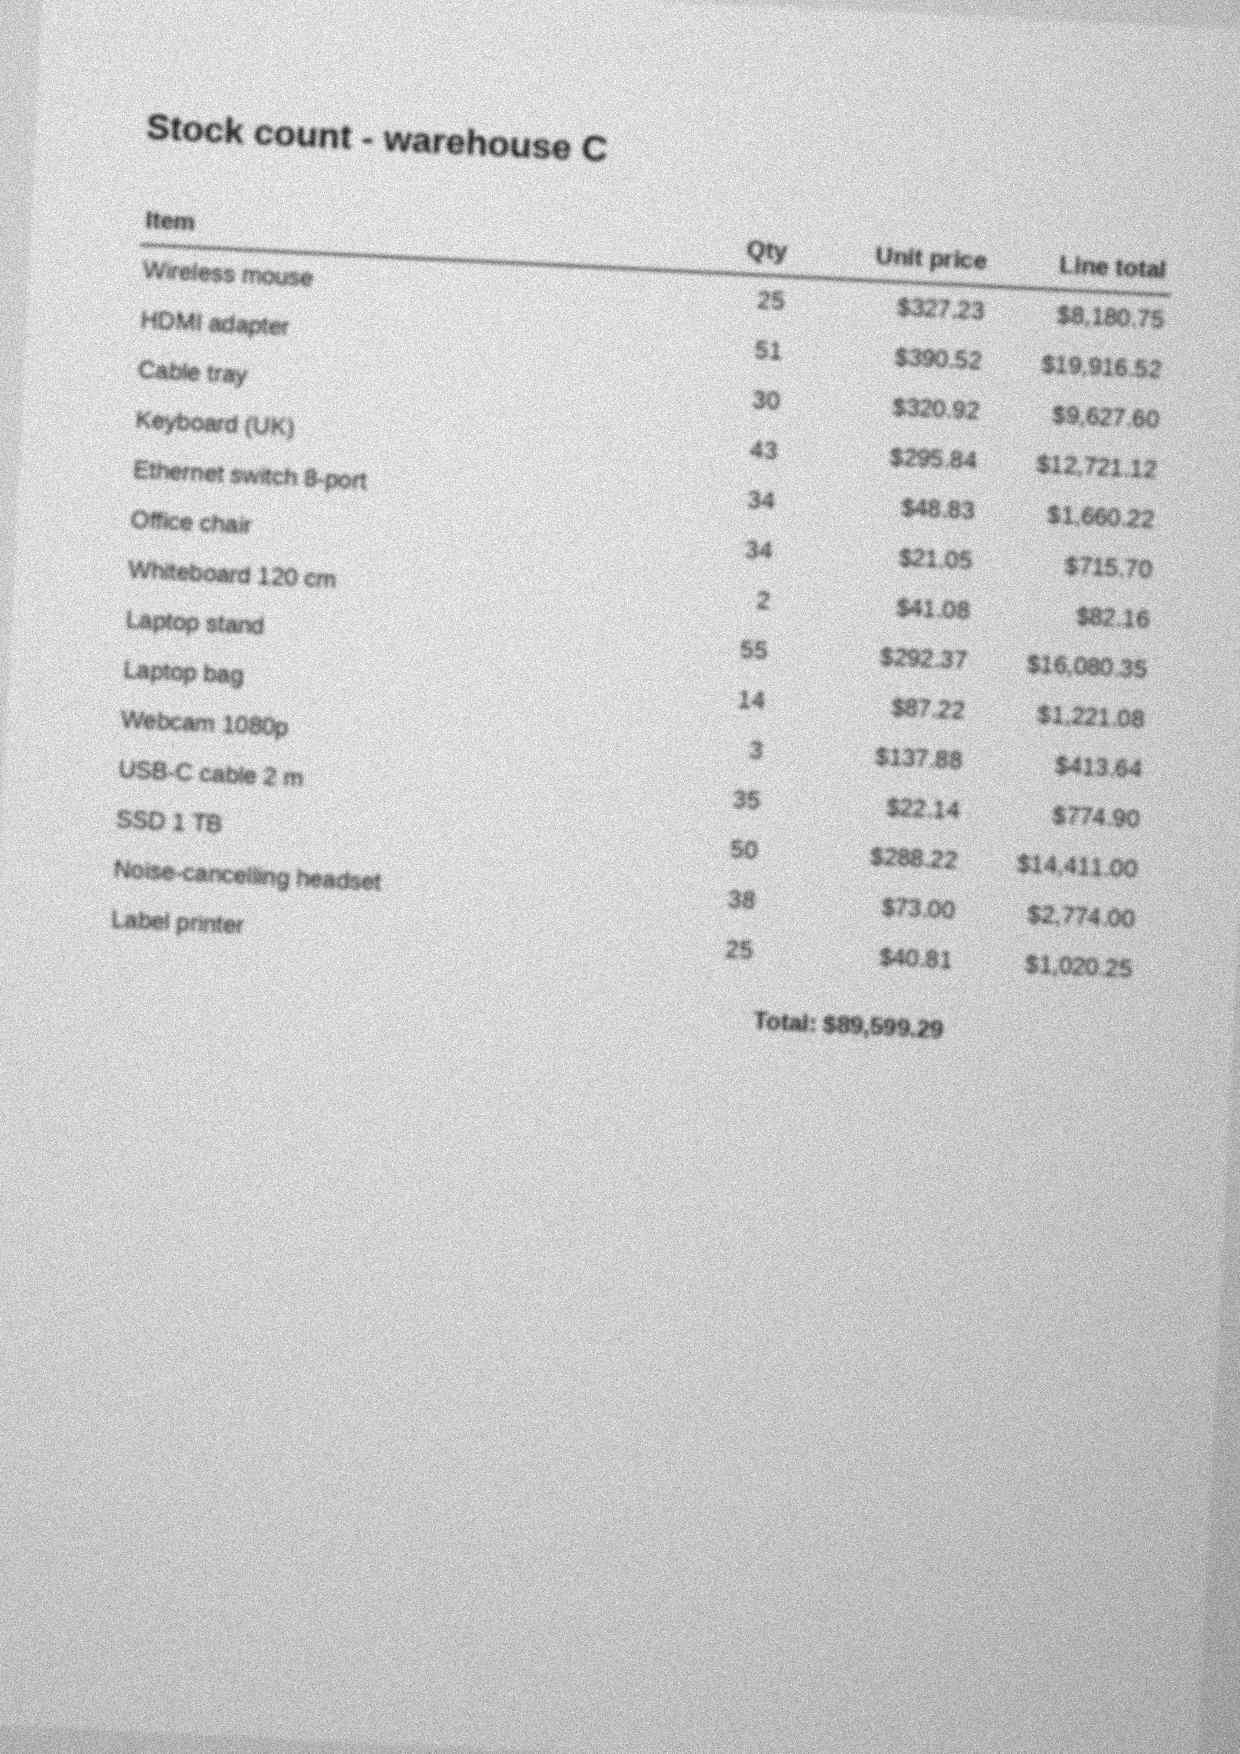 Stock count - warehouse C
Item Qty Unit price Line total
Wireless mouse 25 $327.23 $8,180.75
HDMI adapter 51 $390.52 $19,916.52
Cable tray 30 $320.92 $9,627.60
Keyboard (UK) 43 $295.84 $12,721.12
Ethernet switch 8-port 34 $48.83 $1,660.22
Office chair 34 $21.05 $715.70
Whiteboard 120 cm 2 $41.08 $82.16
Laptop stand 55 $292.37 $16,080.35
Laptop bag 14 $87.22 $1,221.08
Webcam 1080p 3 $137.88 $413.64
USB-C cable 2 m 35 $22.14 $774.90
SSD 1 TB 50 $288.22 $14,411.00
Noise-cancelling headset 38 $73.00 $2,774.00
Label printer 25 $40.81 $1,020.25
Total: $89,599.29